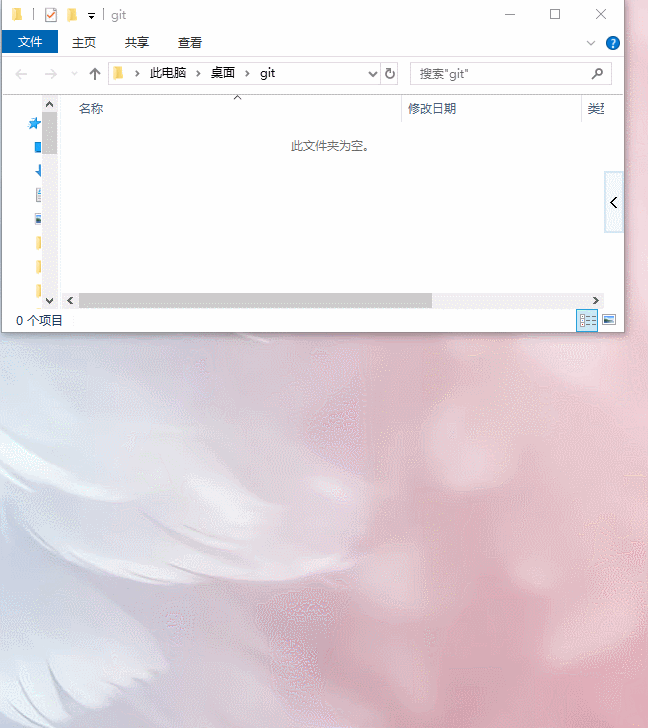 git
文件 主页 共享 查看
此电脑 桌面 git 搜索"git"
名称 修改日期 类型
此文件夹为空。
0 个项目